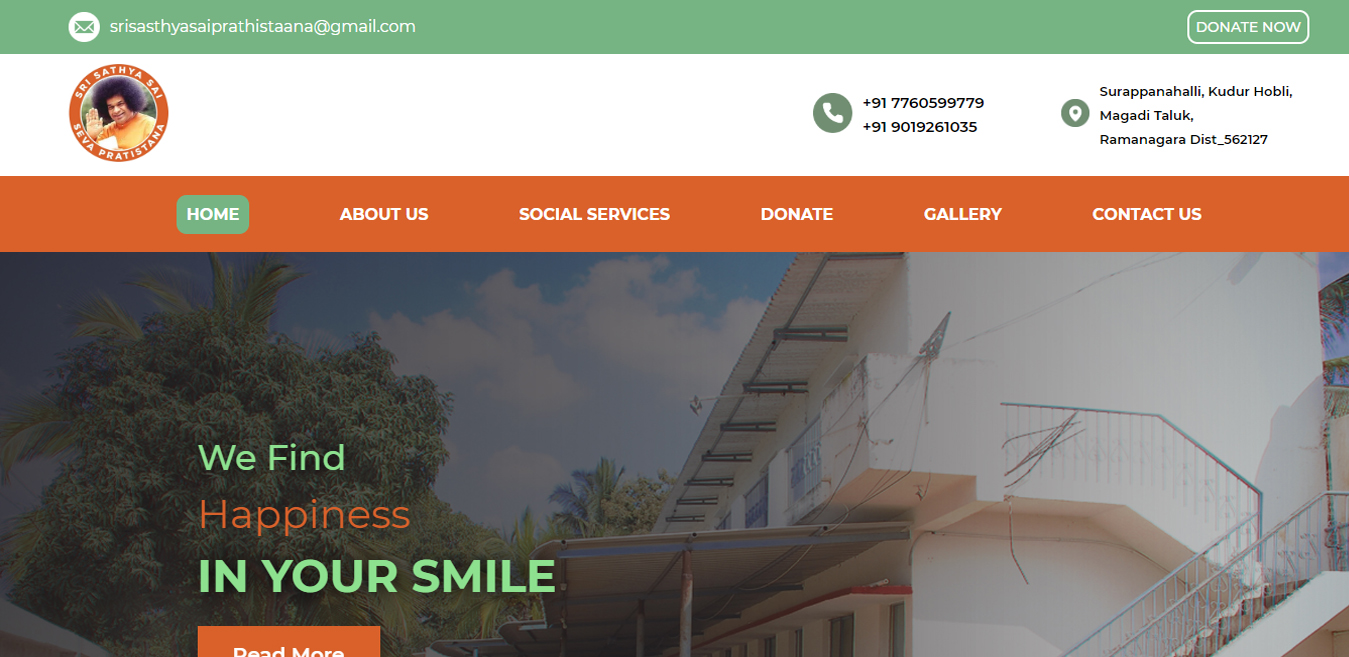 srisasthyasaiprathistaana@gmail.com
DONATE NOW
SRI SATHYA SAI
SEVA PRATISTANA
+91 7760599779
+91 9019261035
Surappanahalli, Kudur Hobli,
Magadi Taluk,
Ramanagara Dist_562127
HOME
ABOUT US
SOCIAL SERVICES
DONATE
GALLERY
CONTACT US
We Find
Happiness
IN YOUR SMILE
Read More